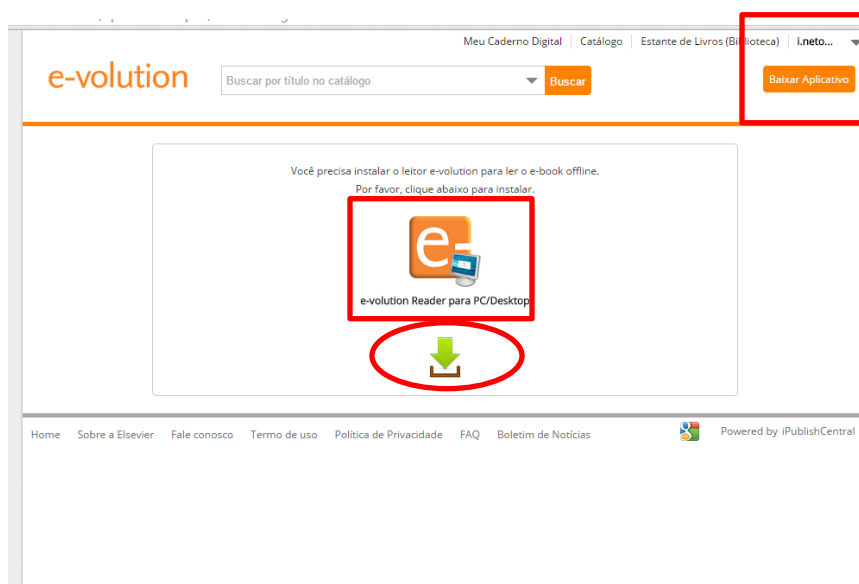 Meu Caderno Digital Catálogo Estante de Livros (Biblioteca) i.neto...
e-volution
Buscar por título no catálogo Buscar
Baixar Aplicativo
Você precisa instalar o leitor e-volution para ler o e-book offline.
Por favor, clique abaixo para instalar.
e-
e-volution Reader para PC/Desktop
Home Sobre a Elsevier Fale conosco Termo de uso Política de Privacidade FAQ Boletim de Notícias
8
Powered by iPublishCentral